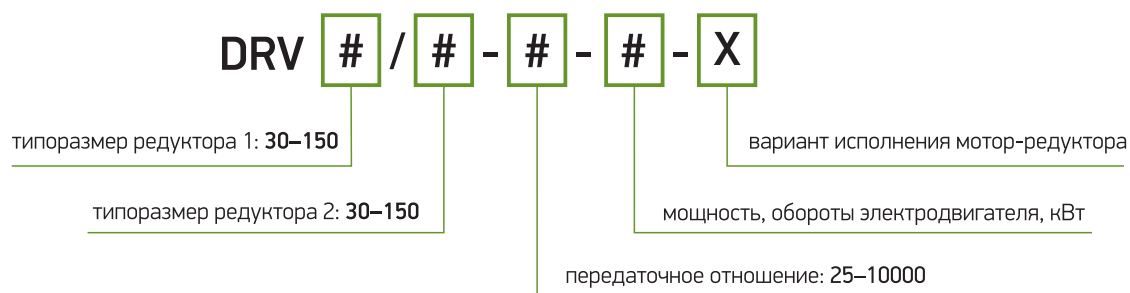 DRV # / # - # - # - X
типоразмер редуктора 1: 30–150
вариант исполнения мотор-редуктора
типоразмер редуктора 2: 30–150
мощность, обороты электродвигателя, кВт
передаточное отношение: 25–10000